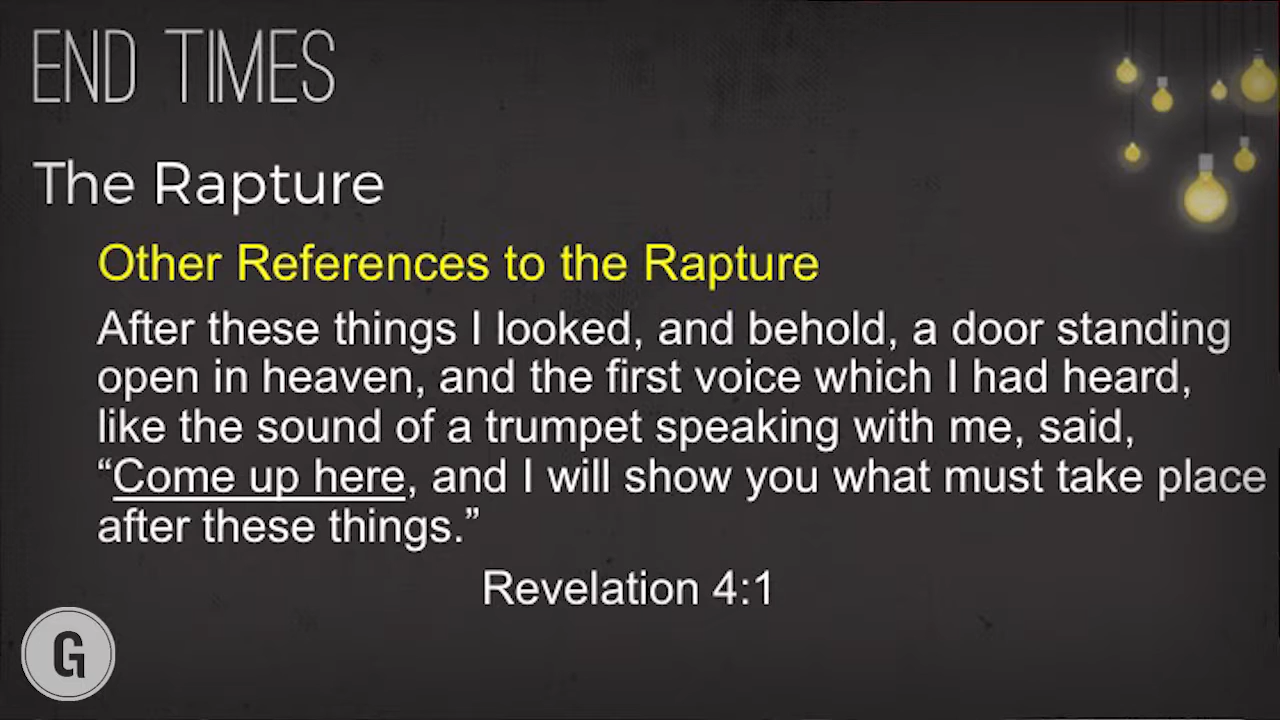 END TIMES
The Rapture
Other References to the Rapture
After these things I looked, and behold, a door standing
open in heaven, and the first voice which I had heard,
like the sound of a trumpet speaking with me, said,
“Come up here, and I will show you what must take place
after these things.”
Revelation 4:1
G